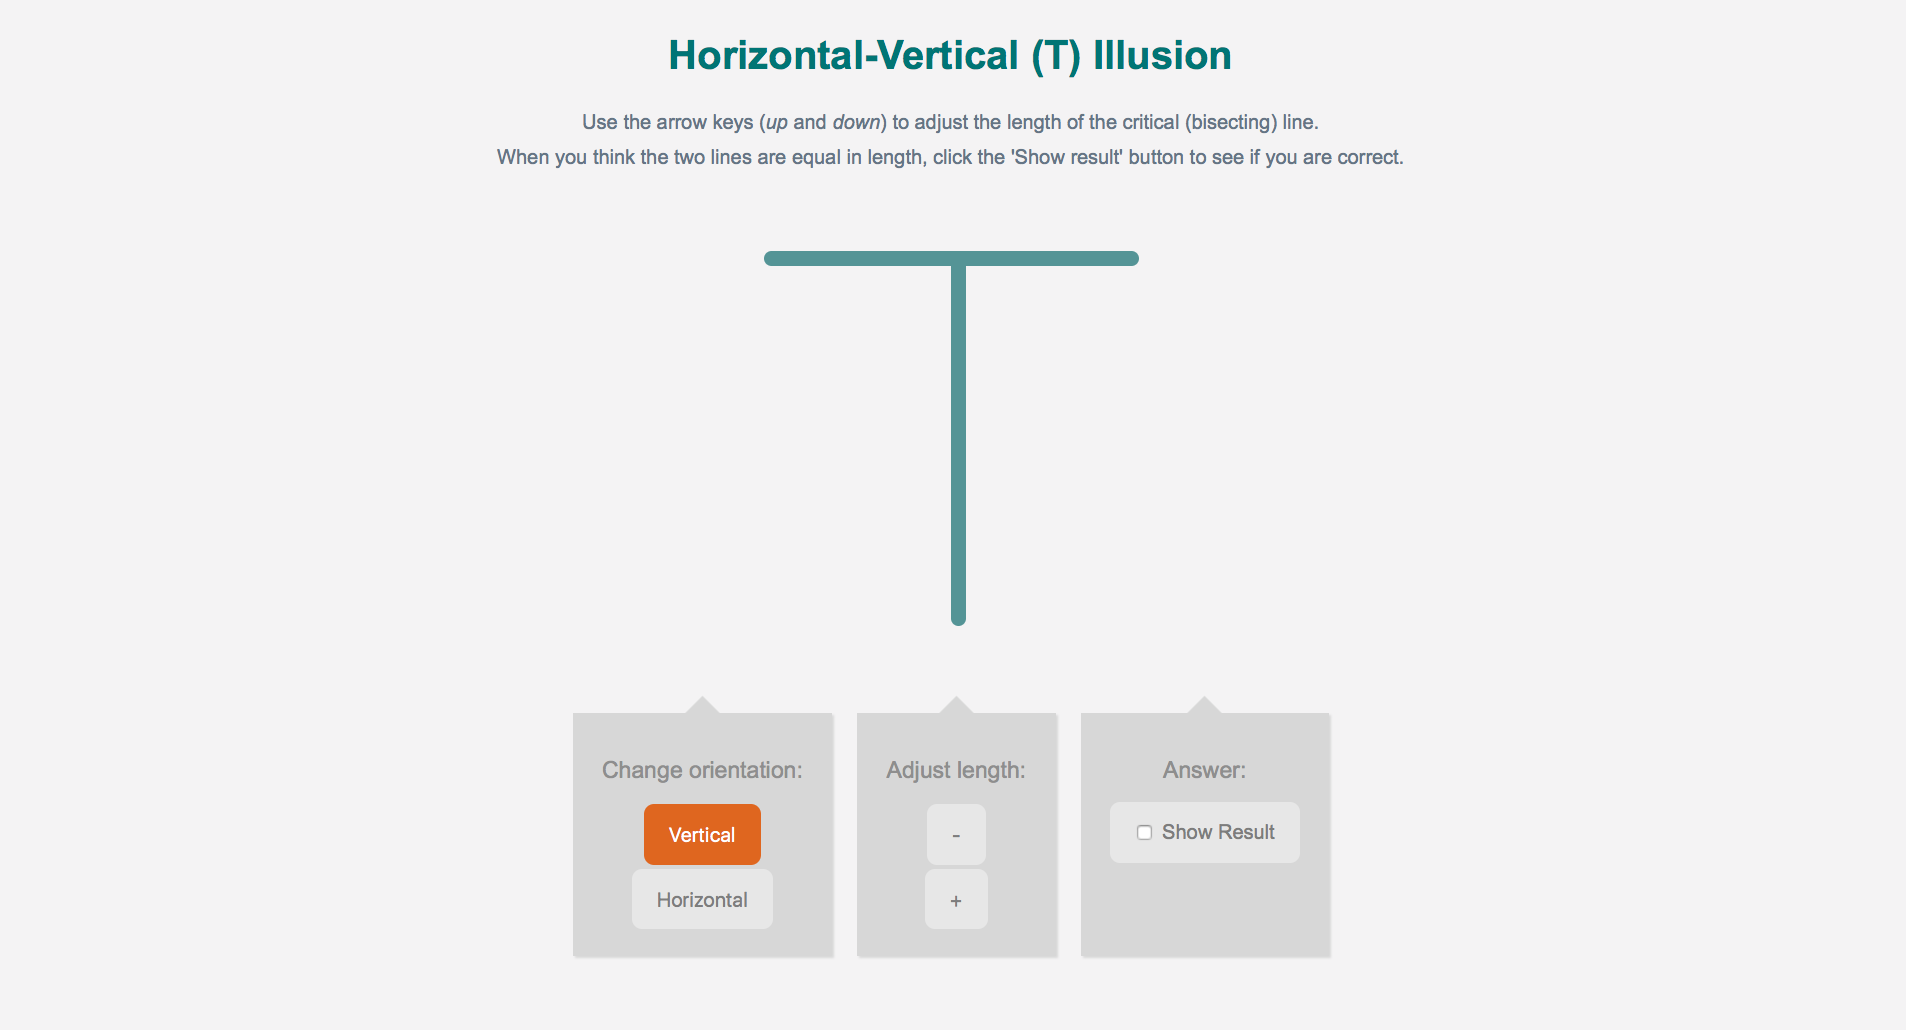 Horizontal-Vertical (T) Illusion
Use the arrow keys (up and down) to adjust the length of the critical (bisecting) line.
When you think the two lines are equal in length, click the 'Show result' button to see if you are correct.
Change orientation:
Vertical
Horizontal
Adjust length:
-
+
Answer:
Show Result